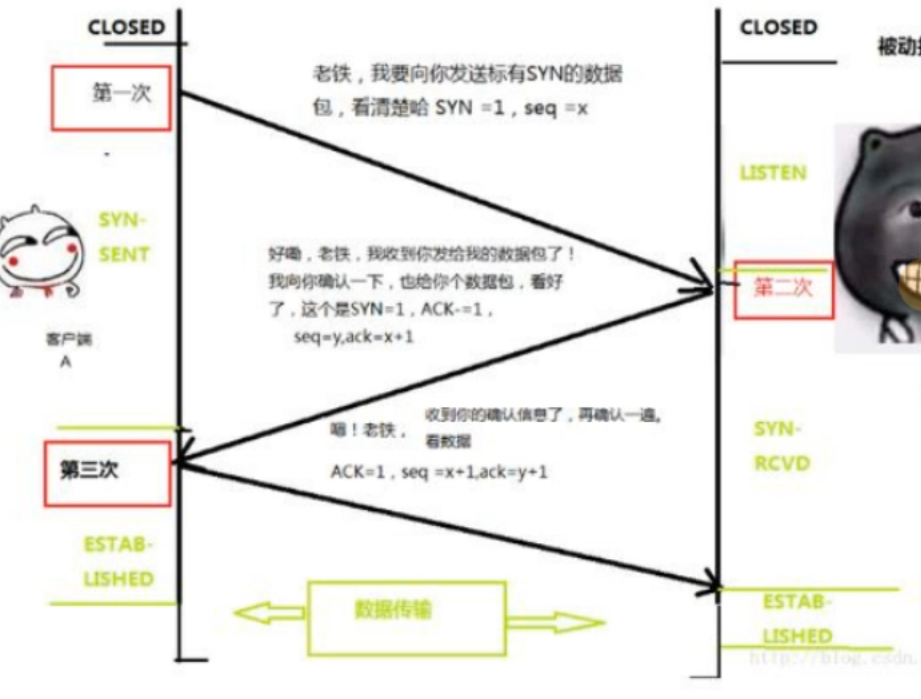 CLOSED
CLOSED
第一次
老铁，我要向你发送标有SYN的数据
包，看清楚哈 SYN =1，seq =x
LISTEN
SYN-
SENT
好嘞，老铁，我收到你发给我的数据包了！
我向你确认一下，也给你个数据包，看好
了，这个是SYN=1，ACK-=1，
seq=y,ack=x+1
第二次
客户端
A
嗯！老铁，
收到你的确认信息了，再确认一遍。
看数据
ACK=1，seq =x+1,ack=y+1
SYN-
RCVD
第三次
ESTAB-
LISHED
数据传输
ESTAB-
LISHED
http://blog.csdn.